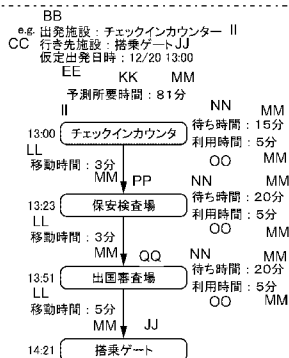 BB
e.g. 出発施設：チェックインカウンター II
CC 行き先施設：搭乗ゲート JJ
仮定出発日時：12/20 13:00
EE KK MM
予測所要時間：81分
II NN MM
待ち時間：15分
13:00 チェックインカウンタ 利用時間：5分
LL OO MM
移動時間：3分
MM PP NN MM
待ち時間：20分
13:23 保安検査場 利用時間：5分
LL OO MM
移動時間：3分
MM QQ NN MM
待ち時間：20分
13:51 出国審査場 利用時間：5分
LL OO MM
移動時間：5分
MM JJ
14:21 搭乗ゲート